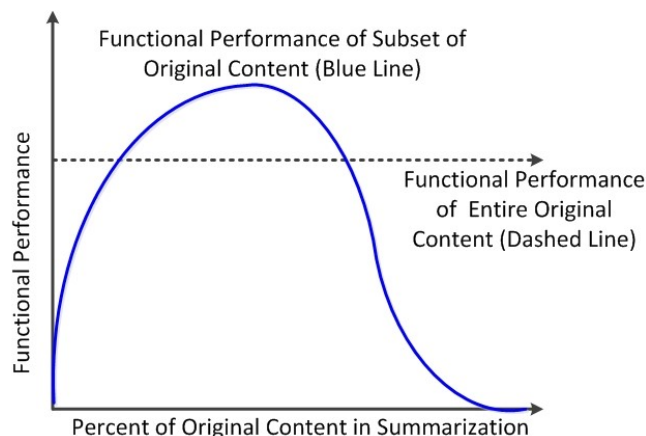 Functional Performance of Subset of
Original Content (Blue Line)
Functional Performance
Functional Performance
of Entire Original
Content (Dashed Line)
Percent of Original Content in Summarization